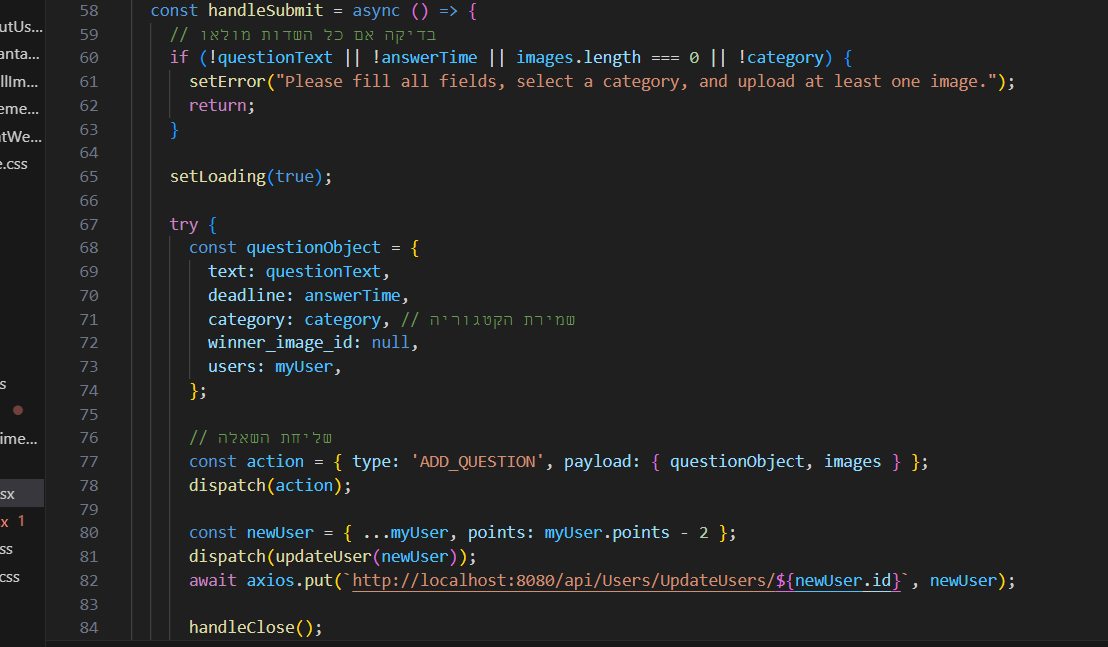 utUs...
anta...
llIm...
eme...
tWe...
e.css
s
ime...
sx
x 1
ss
css
58 const handleSubmit = async () => {
59 // בדיקה אם כל השדות מולאו
60 if (!questionText || !answerTime || images.length === 0 || !category) {
61 setError("Please fill all fields, select a category, and upload at least one image.");
62 return;
63 }
64
65 setLoading(true);
66
67 try {
68 const questionObject = {
69 text: questionText,
70 deadline: answerTime,
71 category: category, // שמירת הקטגוריה
72 winner_image_id: null,
73 users: myUser,
74 };
75
76 // שליחת השאלה
77 const action = { type: 'ADD_QUESTION', payload: { questionObject, images } };
78 dispatch(action);
79
80 const newUser = { ...myUser, points: myUser.points - 2 };
81 dispatch(updateUser(newUser));
82 await axios.put(`http://localhost:8080/api/Users/UpdateUsers/${newUser.id}`, newUser);
83
84 handleClose();